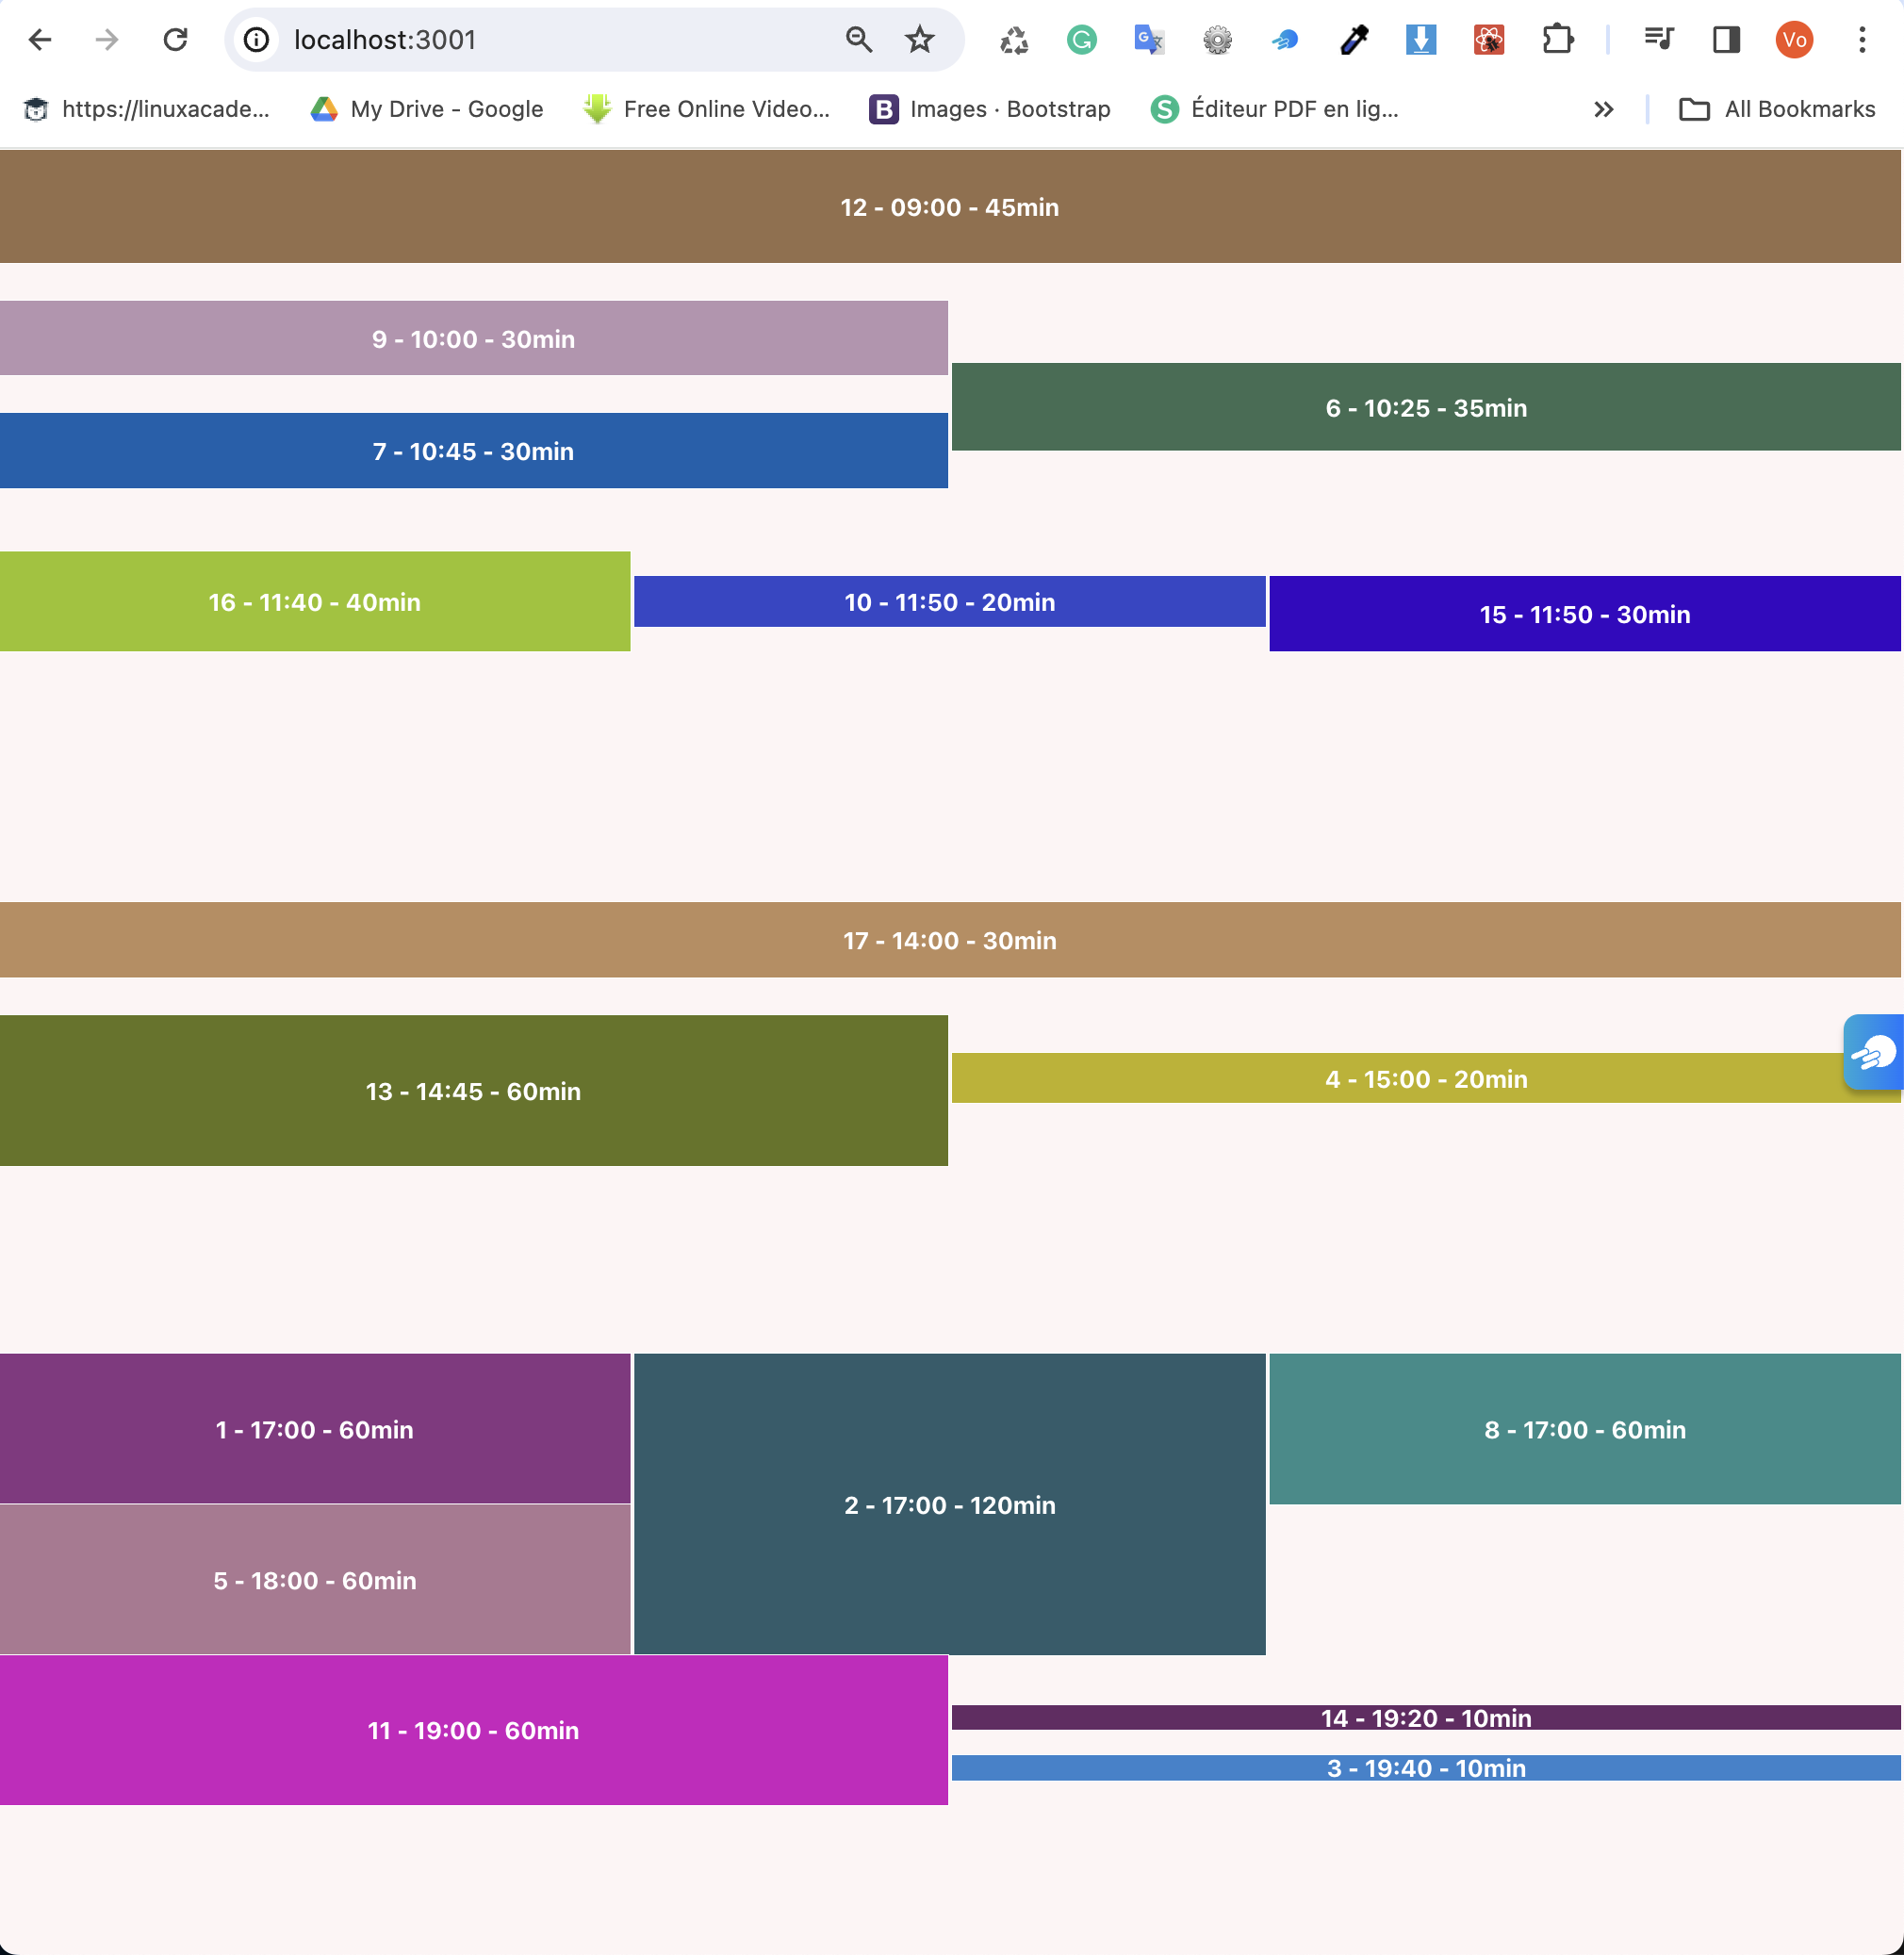 localhost:3001
Vo
https://linuxacade...
My Drive - Google
Free Online Video...
B
Images · Bootstrap
S
Éditeur PDF en lig...
All Bookmarks
12 - 09:00 - 45min
9 - 10:00 - 30min
6 - 10:25 - 35min
7 - 10:45 - 30min
16 - 11:40 - 40min
10 - 11:50 - 20min
15 - 11:50 - 30min
17 - 14:00 - 30min
13 - 14:45 - 60min
4 - 15:00 - 20min
1 - 17:00 - 60min
2 - 17:00 - 120min
8 - 17:00 - 60min
5 - 18:00 - 60min
11 - 19:00 - 60min
14 - 19:20 - 10min
3 - 19:40 - 10min